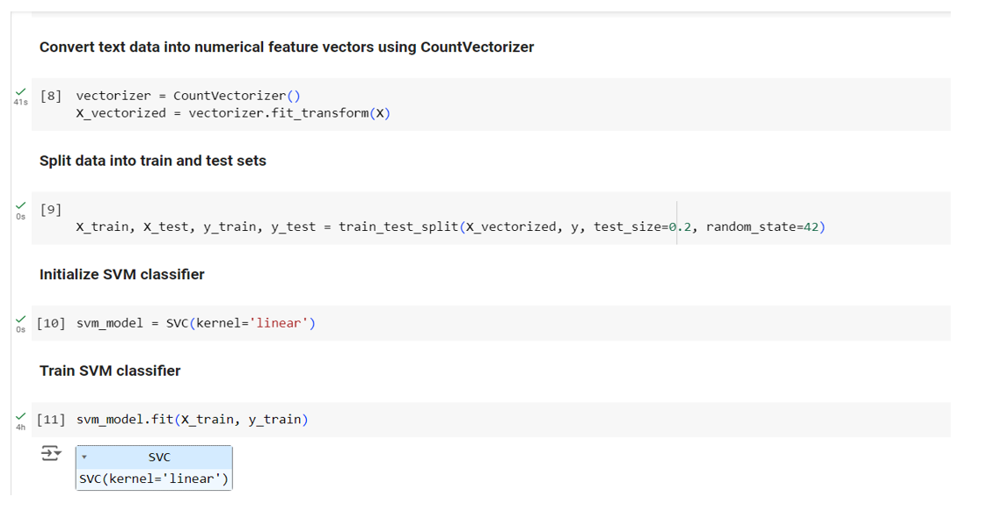 Convert text data into numerical feature vectors using CountVectorizer
41s
[8] vectorizer = CountVectorizer()
X_vectorized = vectorizer.fit_transform(X)
Split data into train and test sets
0s
[9]
X_train, X_test, y_train, y_test = train_test_split(X_vectorized, y, test_size=0.2, random_state=42)
Initialize SVM classifier
[10] svm_model = SVC(kernel='linear')
0s
Train SVM classifier
[11] svm_model.fit(X_train, y_train)
4h
SVC
SVC(kernel='linear')